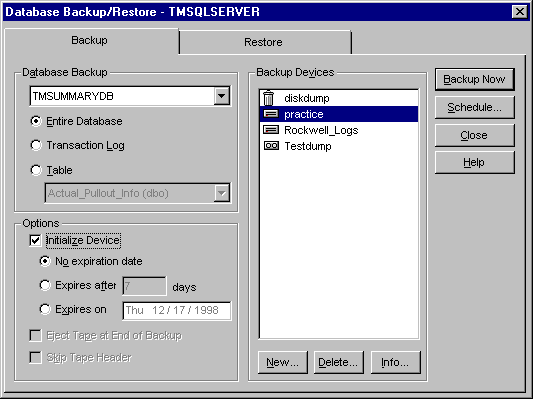 Database Backup/Restore - TMSQLSERVER
Backup
Restore
Database Backup
TMSUMMARYDB
Entire Database
Transaction Log
Table
Actual_Pullout_Info (dbo)
Options
Initialize Device
No expiration date
Expires after 7 days
Expires on Thu 12 / 17 / 1998
Eject Tape at End of Backup
Skip Tape Header
Backup Devices
diskdump
practice
Rockwell_Logs
Testdump
New...
Delete...
Info...
Backup Now
Schedule...
Close
Help